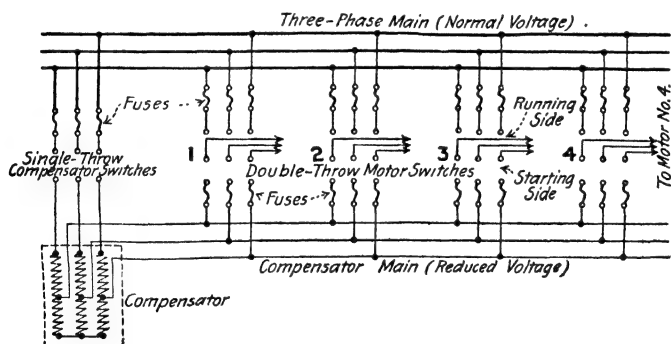 Three-Phase Main (Normal Voltage).
Fuses
Running
Side
Single-Throw
Compensator Switches
1
2
3
4
Double-Throw Motor Switches
Fuses
Starting
Side
To Motor No.4.
Compensator Main (Reduced Voltage)
Compensator